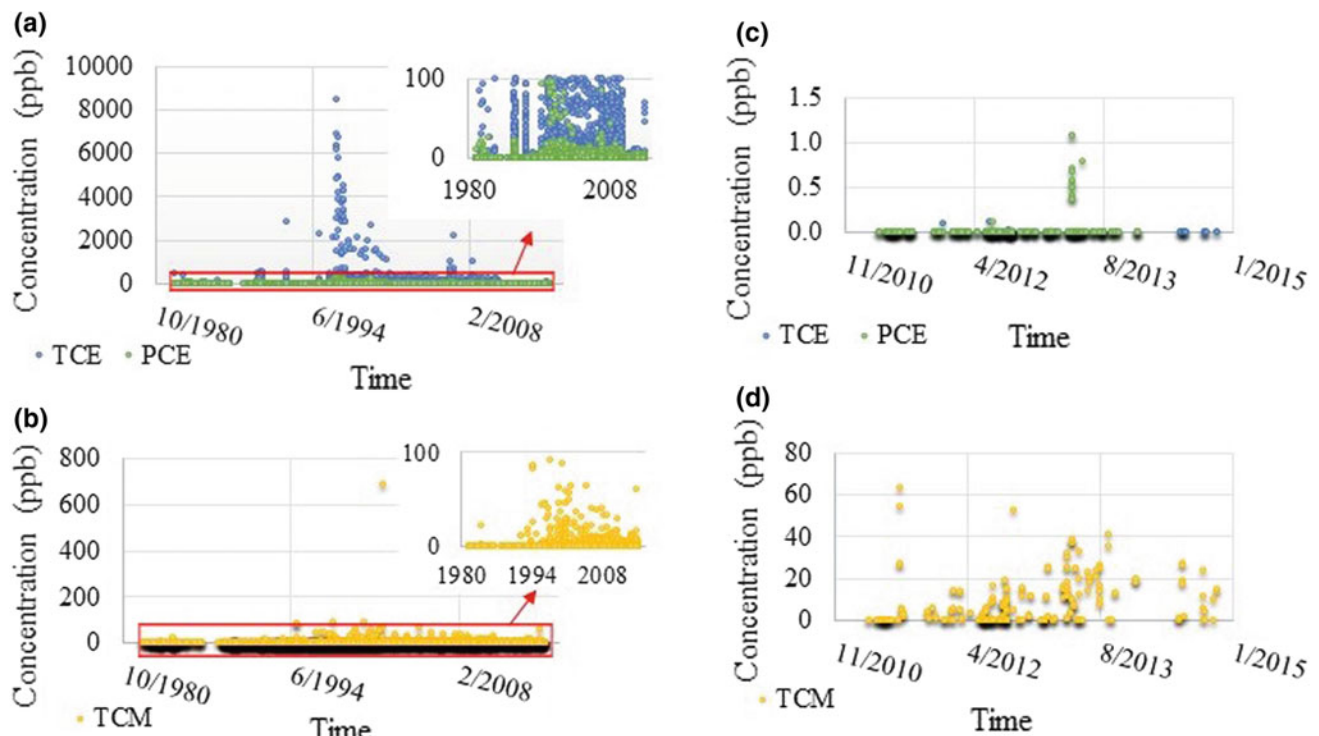 (a)
Concentration (ppb)
10000
8000
6000
4000
2000
0
10/1980
6/1994
2/2008
100
0
1980
2008
TCE
PCE
Time
(b)
Concentration (ppb)
800
600
400
200
0
10/1980
6/1994
2/2008
100
0
1980
1994
2008
TCM
Time
(c)
Concentration (ppb)
1.5
1.0
0.5
0.0
11/2010
4/2012
8/2013
1/2015
TCE
PCE
Time
(d)
Concentration (ppb)
80
60
40
20
0
11/2010
4/2012
8/2013
1/2015
TCM
Time